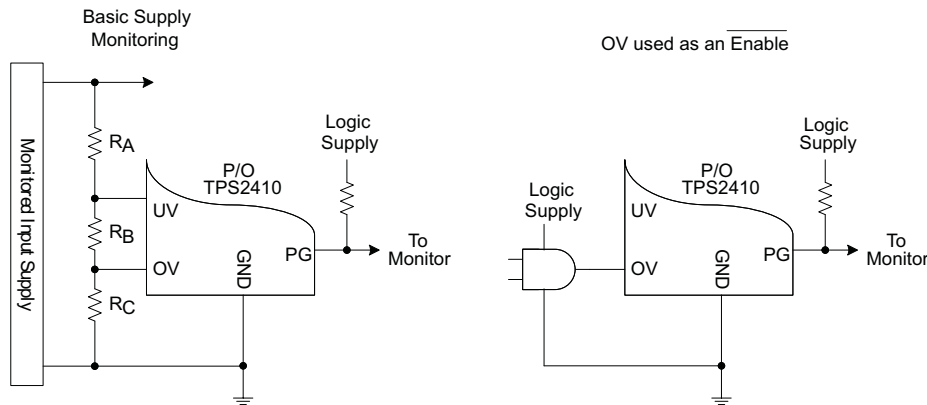 Basic Supply
Monitoring
Monitored Input Supply
RA
RB
RC
P/O
TPS2410
UV
OV
GND
PG
Logic
Supply
To
Monitor
OV used as an Enable
Logic
Supply
P/O
TPS2410
UV
OV
GND
PG
Logic
Supply
To
Monitor